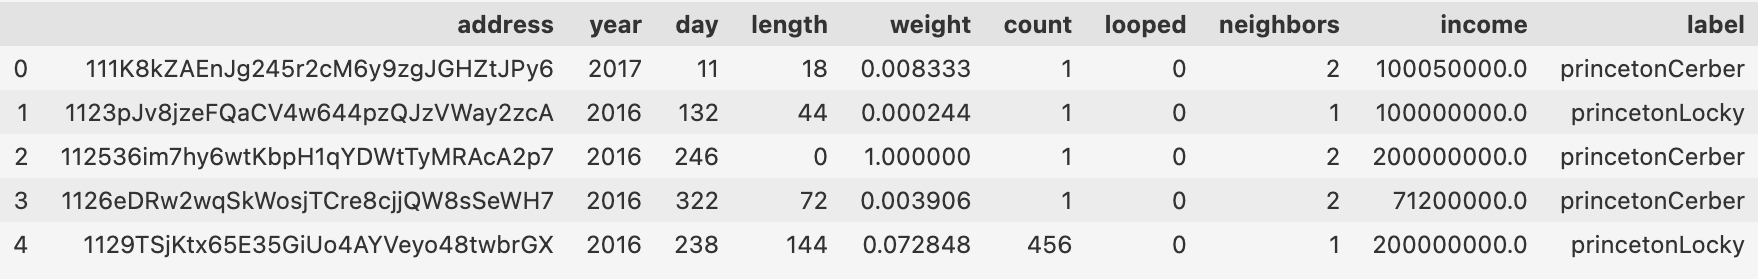 address year day length weight count looped neighbors income label
0 111K8kZAEnJg245r2cM6y9zgJGHZtJPy6 2017 11 18 0.008333 1 0 2 100050000.0 princetonCerber
1 1123pJv8jzeFQaCV4w644pzQJzVWay2zcA 2016 132 44 0.000244 1 0 1 100000000.0 princetonLocky
2 112536im7hy6wtKbpH1qYDWtTyMRAcA2p7 2016 246 0 1.000000 1 0 2 200000000.0 princetonCerber
3 1126eDRw2wqSkWosjTCre8cjjQW8sSeWH7 2016 322 72 0.003906 1 0 2 71200000.0 princetonCerber
4 1129TSjKtx65E35GiUo4AYVeyo48twbrGX 2016 238 144 0.072848 456 0 1 200000000.0 princetonLocky